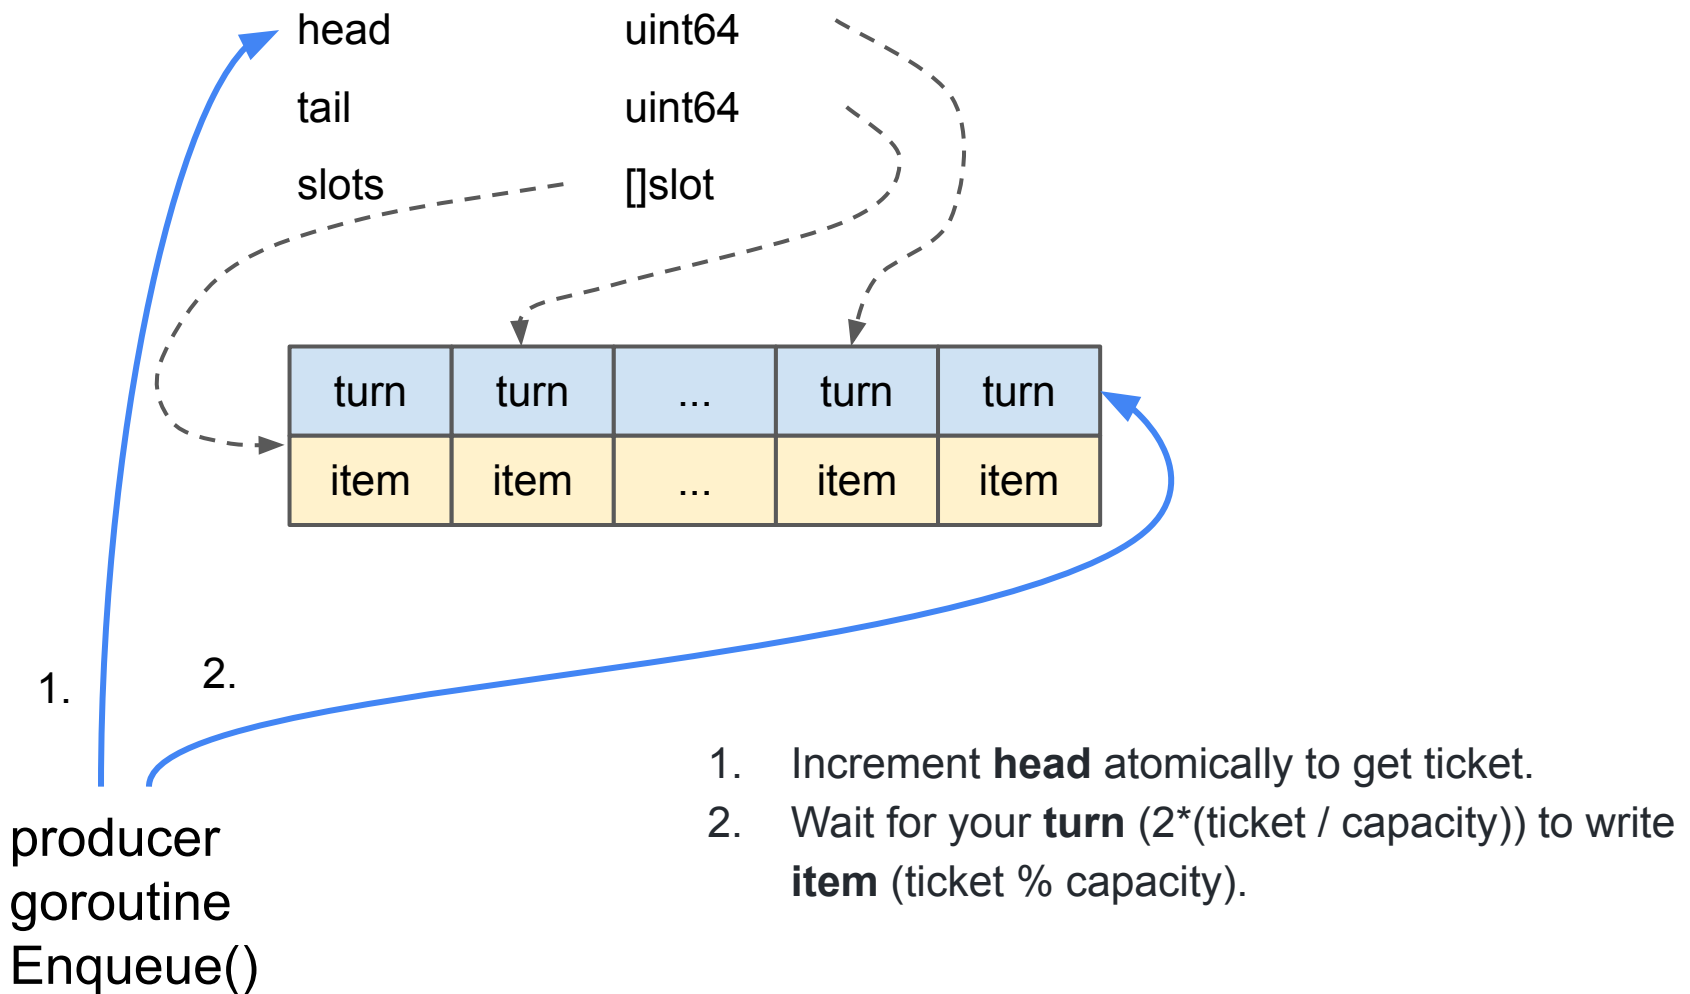 head uint64
tail uint64
slots []slot
turn turn ... turn turn
item item ... item item
1.
2.
producer
goroutine
Enqueue()
1. Increment head atomically to get ticket.
2. Wait for your turn (2*(ticket / capacity)) to write
item (ticket % capacity).